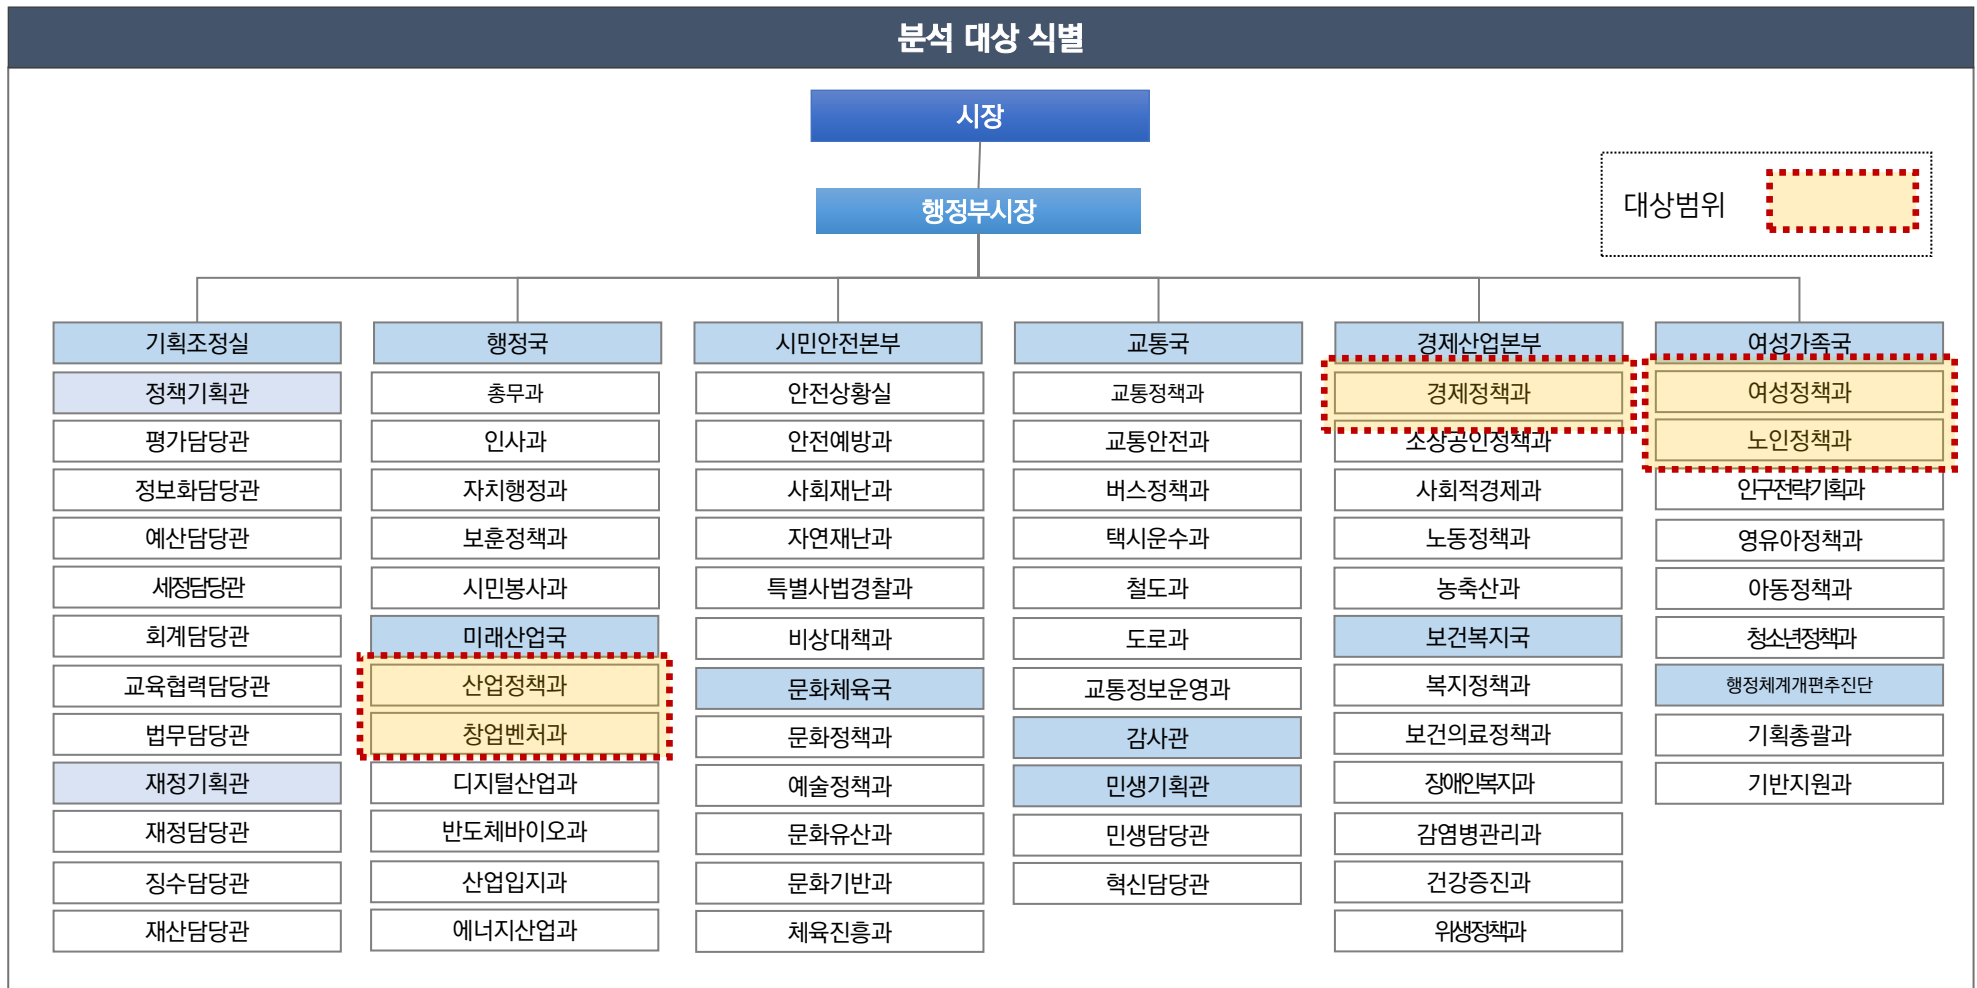 분석 대상 식별
시장
행정부시장
대상범위
기획조정실
정책기획관
평가담당관
정보화담당관
예산담당관
세정담당관
회계담당관
교육협력담당관
법무담당관
재정기획관
재정담당관
징수담당관
재산담당관
행정국
총무과
인사과
자치행정과
보훈정책과
시민봉사과
미래산업국
산업정책과
창업벤처과
디지털산업과
반도체바이오과
산업입지과
에너지산업과
시민안전본부
안전상황실
안전예방과
사회재난과
자연재난과
특별사법경찰과
비상대책과
문화체육국
문화정책과
예술정책과
문화유산과
문화기반과
체육진흥과
교통국
교통정책과
교통안전과
버스정책과
택시운수과
철도과
도로과
교통정보운영과
감사관
민생기획관
민생담당관
혁신담당관
경제산업본부
경제정책과
소상공인정책과
사회적경제과
노동정책과
농축산과
보건복지국
복지정책과
보건의료정책과
장애인복지과
감염병관리과
건강증진과
위생정책과
여성가족국
여성정책과
노인정책과
인구전략기획과
영유아정책과
아동정책과
청소년정책과
행정체계개편추진단
기획총괄과
기반지원과